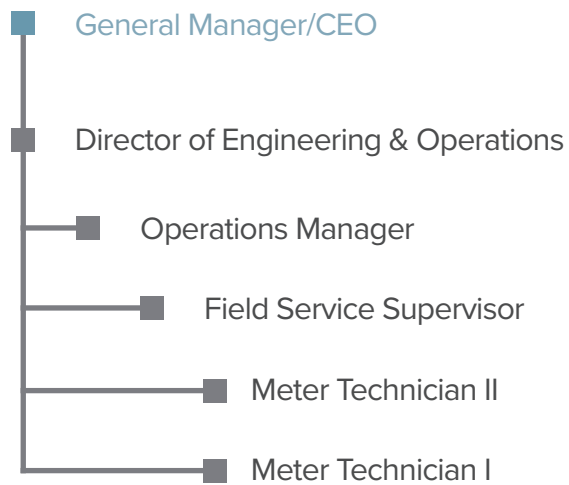 General Manager/CEO
Director of Engineering & Operations
Operations Manager
Field Service Supervisor
Meter Technician II
Meter Technician I